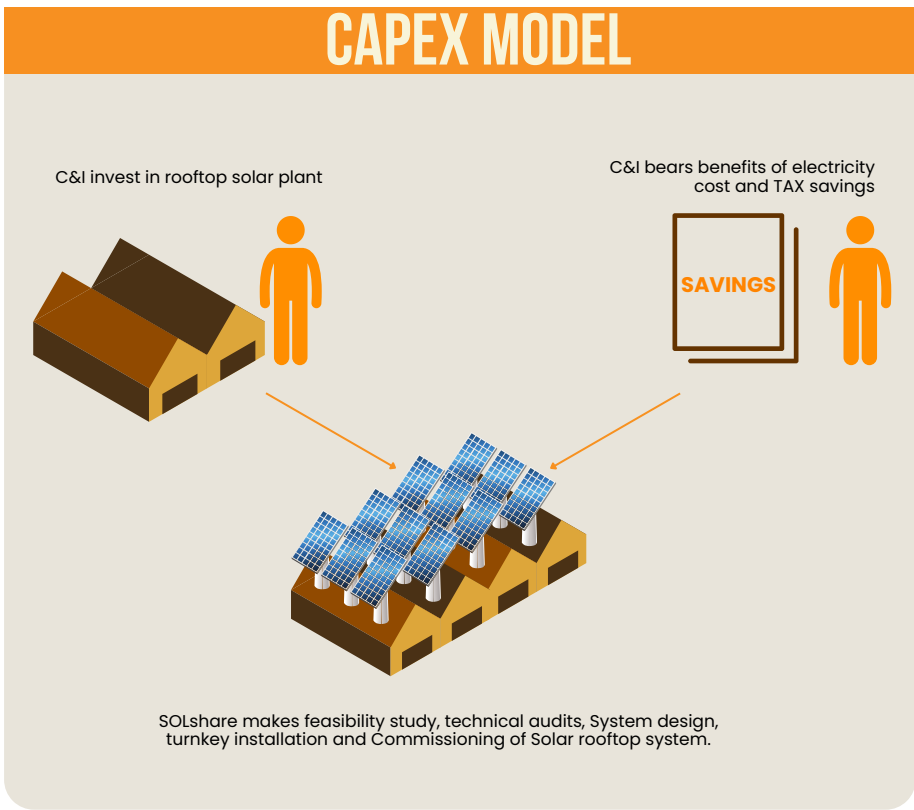 CAPEX MODEL
C&I invest in rooftop solar plant
C&I bears benefits of electricity
cost and TAX savings
SAVINGS
SOLshare makes feasibility study, technical audits, System design,
turnkey installation and Commissioning of Solar rooftop system.